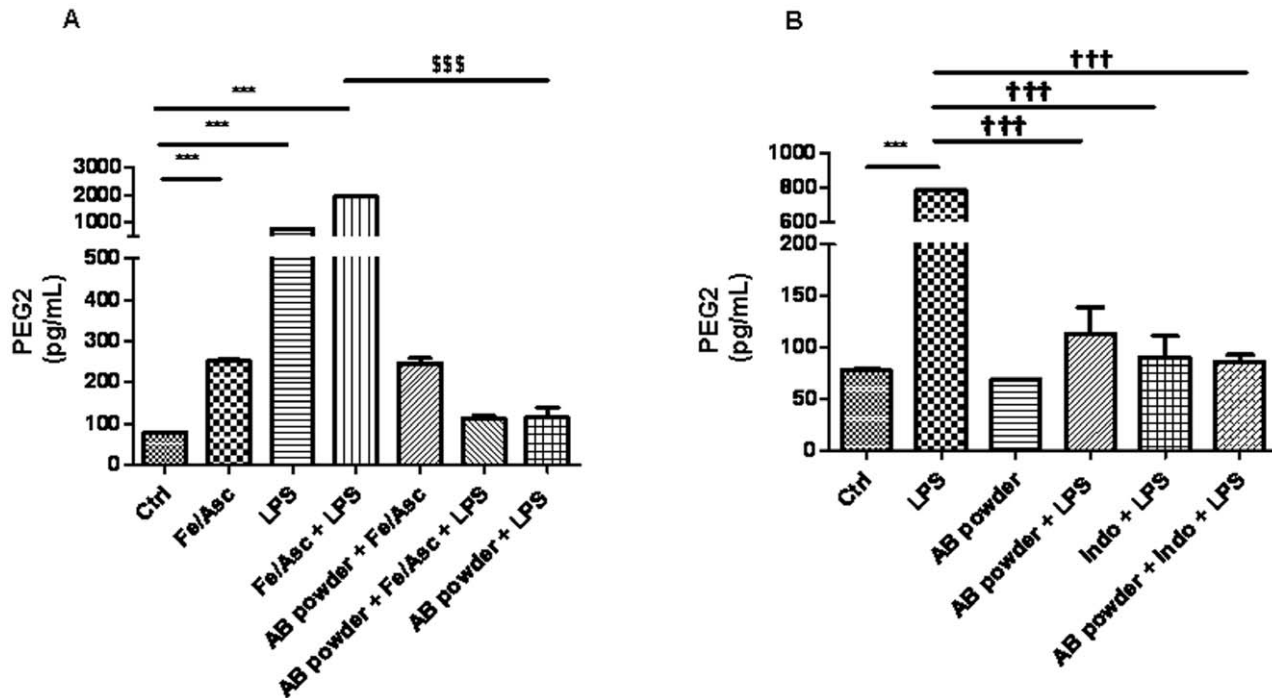 A
$$$
***
***
***
3000
2000
1000
500
400
300
200
100
0
PEG2
(pg/mL)
Ctrl
Fe/Asc
LPS
Fe/Asc + LPS
AB powder + Fe/Asc
AB powder + Fe/Asc + LPS
AB powder + LPS
B
†††
†††
†††
***
1000
800
600
200
150
100
50
0
PEG2
(pg/mL)
Ctrl
LPS
AB powder
AB powder + LPS
Indo + LPS
AB powder + Indo + LPS